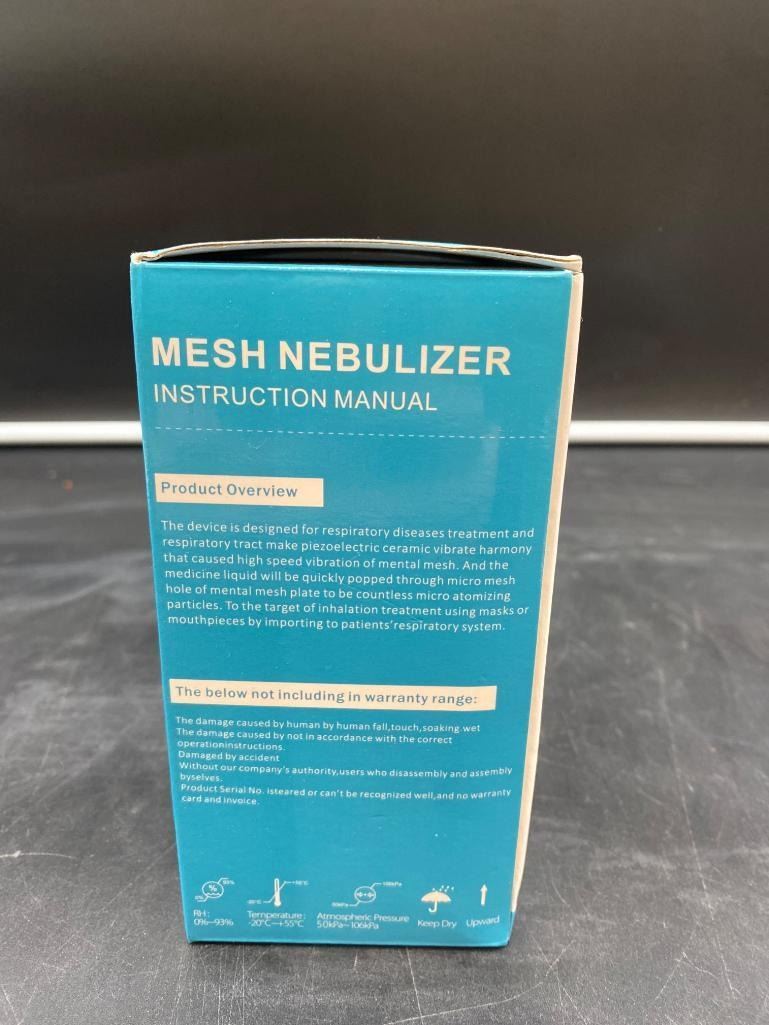 MESH NEBULIZER
INSTRUCTION MANUAL
Product Overview
The device is designed for respiratory diseases treatment and
respiratory tract make piezoelectric ceramic vibrate harmony
that caused high speed vibration of mental mesh. And the
medicine liquid will be quickly popped through micro mesh
hole of mental mesh plate to be countless micro atomizing
particles. To the target of inhalation treatment using masks or
mouthpieces by importing to patients'respiratory system.
The below not including in warranty range:
The damage caused by human by human fall,touch,soaking wet
The damage caused by not in accordance with the correct
operationinstructions.
Damaged by accident
Without our company's authority,users who disassembly and assembly
byselves.
Product Serial No. isteared or can't be recognized well,and no warranty
card and invoice.
% 93%
0%
+55°C
-20°C
106kPa
50kPa
RH: Temperature: Atmospheric Pressure Keep Dry Upward
0%~93% -20°C~+55°C 50kPa~106kPa